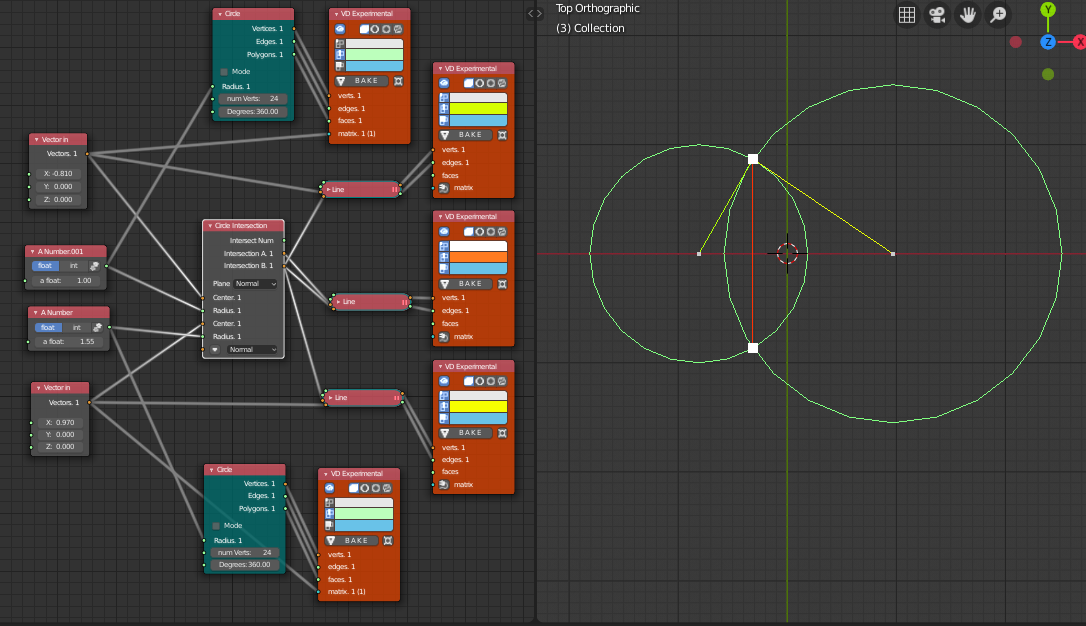 Circle
Vertices. 1
Edges. 1
Polygons. 1
Mode
Radius. 1
num Verts: 24
Degrees: 360.00
VD Experimental
BAKE
verts. 1
edges. 1
faces. 1
matrix. 1 (1)
VD Experimental
BAKE
verts. 1
edges. 1
faces
matrix
Vector in
Vectors. 1
X: -0.810
Y: 0.000
Z: 0.000
Line
A Number.001
float int
a float: 1.00
Circle Intersection
Intersect Num
Intersection A. 1
Intersection B. 1
Plane Normal
Center. 1
Radius. 1
Center. 1
Radius. 1
Normal
VD Experimental
BAKE
verts. 1
edges. 1
faces
matrix
Line
A Number
float int
a float: 1.55
Vector in
Vectors. 1
X: 0.970
Y: 0.000
Z: 0.000
Line
VD Experimental
BAKE
verts. 1
edges. 1
faces
matrix
Circle
Vertices. 1
Edges. 1
Polygons. 1
Mode
Radius. 1
num Verts: 24
Degrees: 360.00
VD Experimental
BAKE
verts. 1
edges. 1
faces. 1
matrix. 1 (1)
Top Orthographic
(3) Collection
Y
Z
X